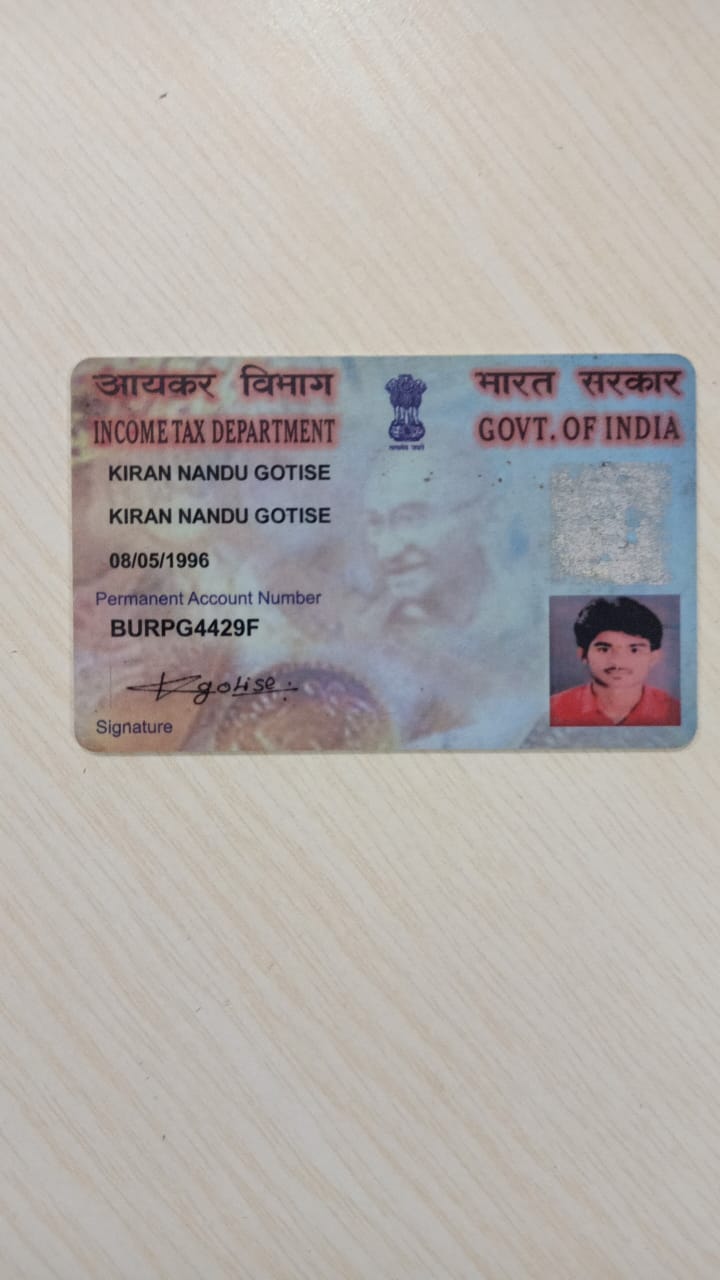 आयकर विभाग
INCOME TAX DEPARTMENT
भारत सरकार
GOVT. OF INDIA
KIRAN NANDU GOTISE
KIRAN NANDU GOTISE
08/05/1996
Permanent Account Number
BURPG4429F
Kgotise.
Signature